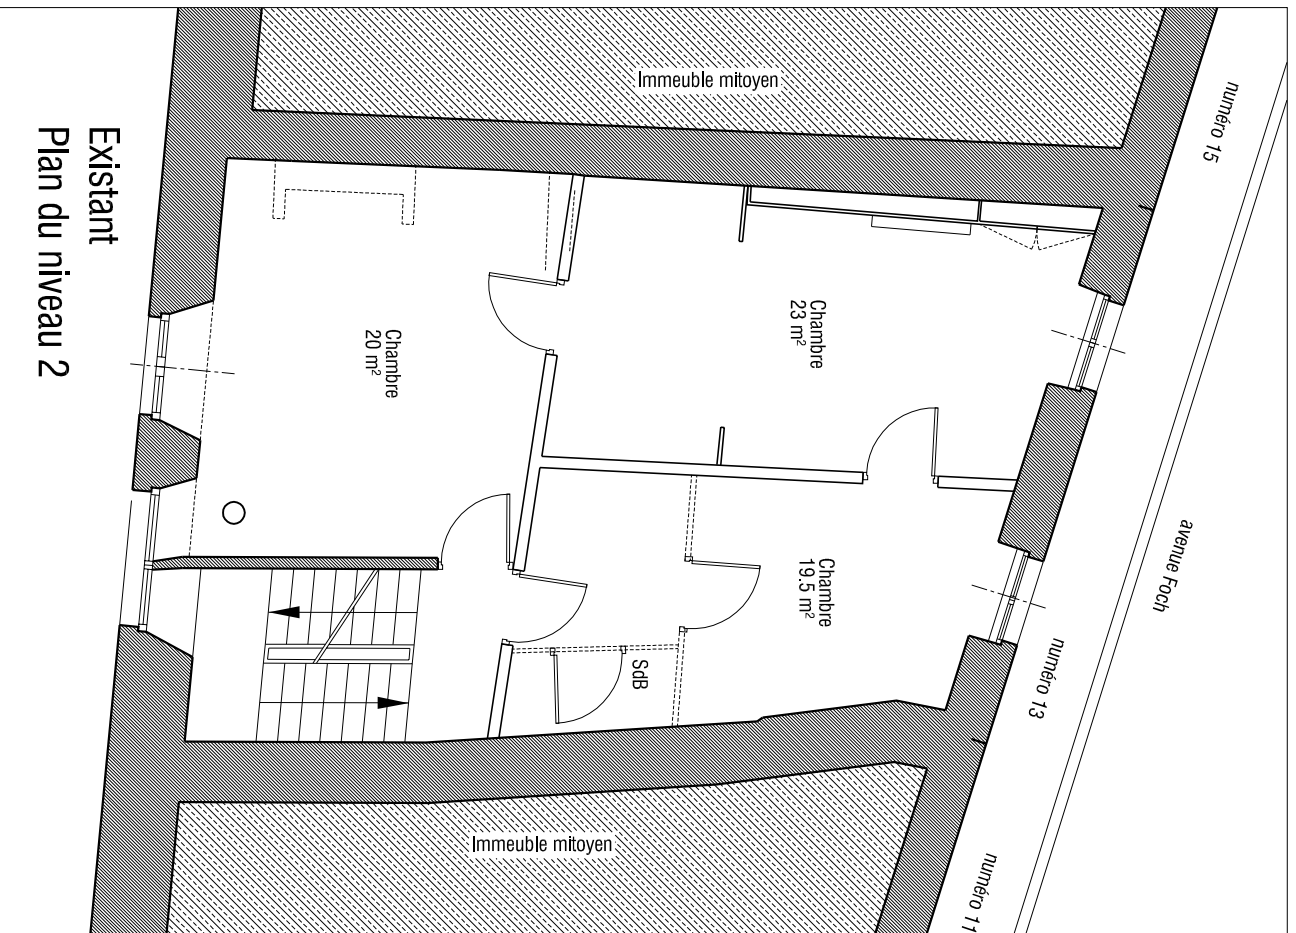 Immeuble mitoyen
numéro 15
Existant
Plan du niveau 2
Chambre
23 m²
Chambre
20 m²
avenue Foch
Chambre
19.5 m²
SdB
numéro 13
Immeuble mitoyen
numéro 11